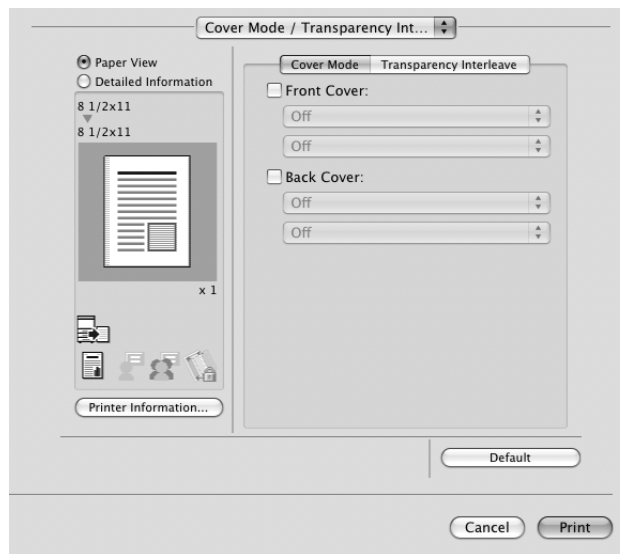 Cover Mode / Transparency Int...
Paper View
Detailed Information
8 1/2x11
8 1/2x11
x 1
Printer Information...
Cover Mode
Transparency Interleave
Front Cover:
Off
Off
Back Cover:
Off
Off
Default
Cancel
Print